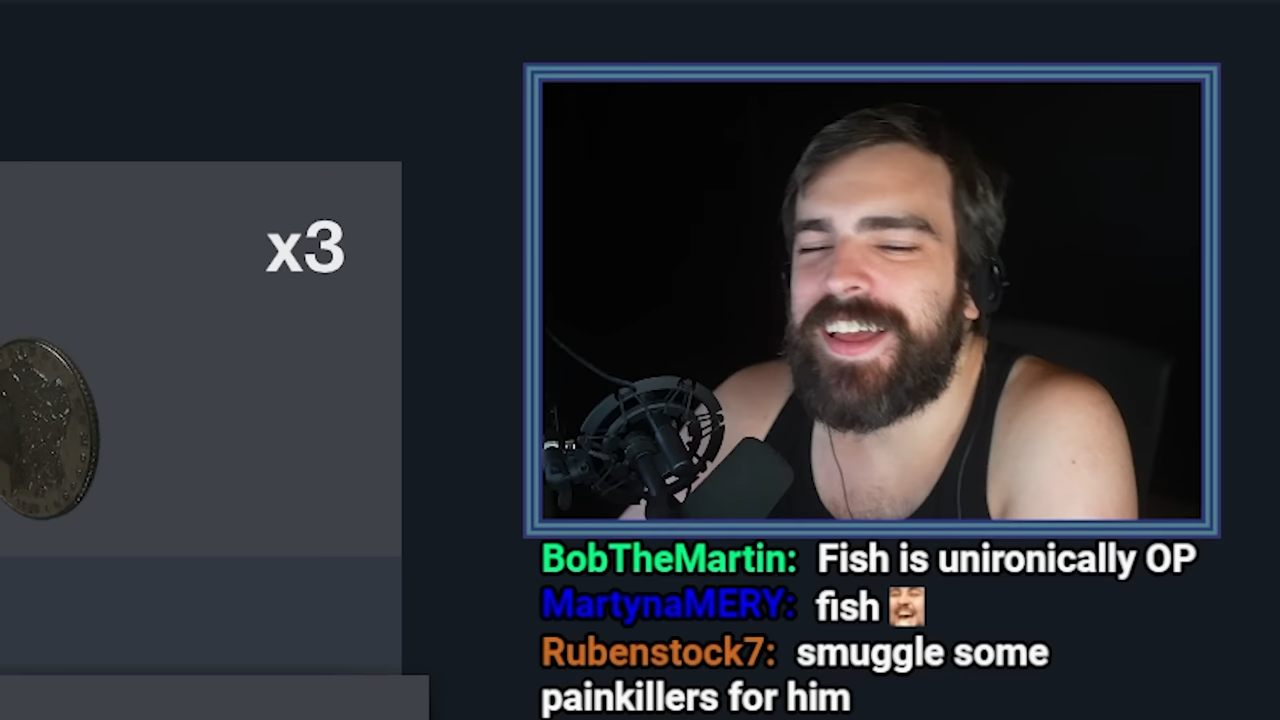 x3
BobTheMartin: Fish is unironically OP
MartynaMERY: fish
Rubenstock7: smuggle some
painkillers for him